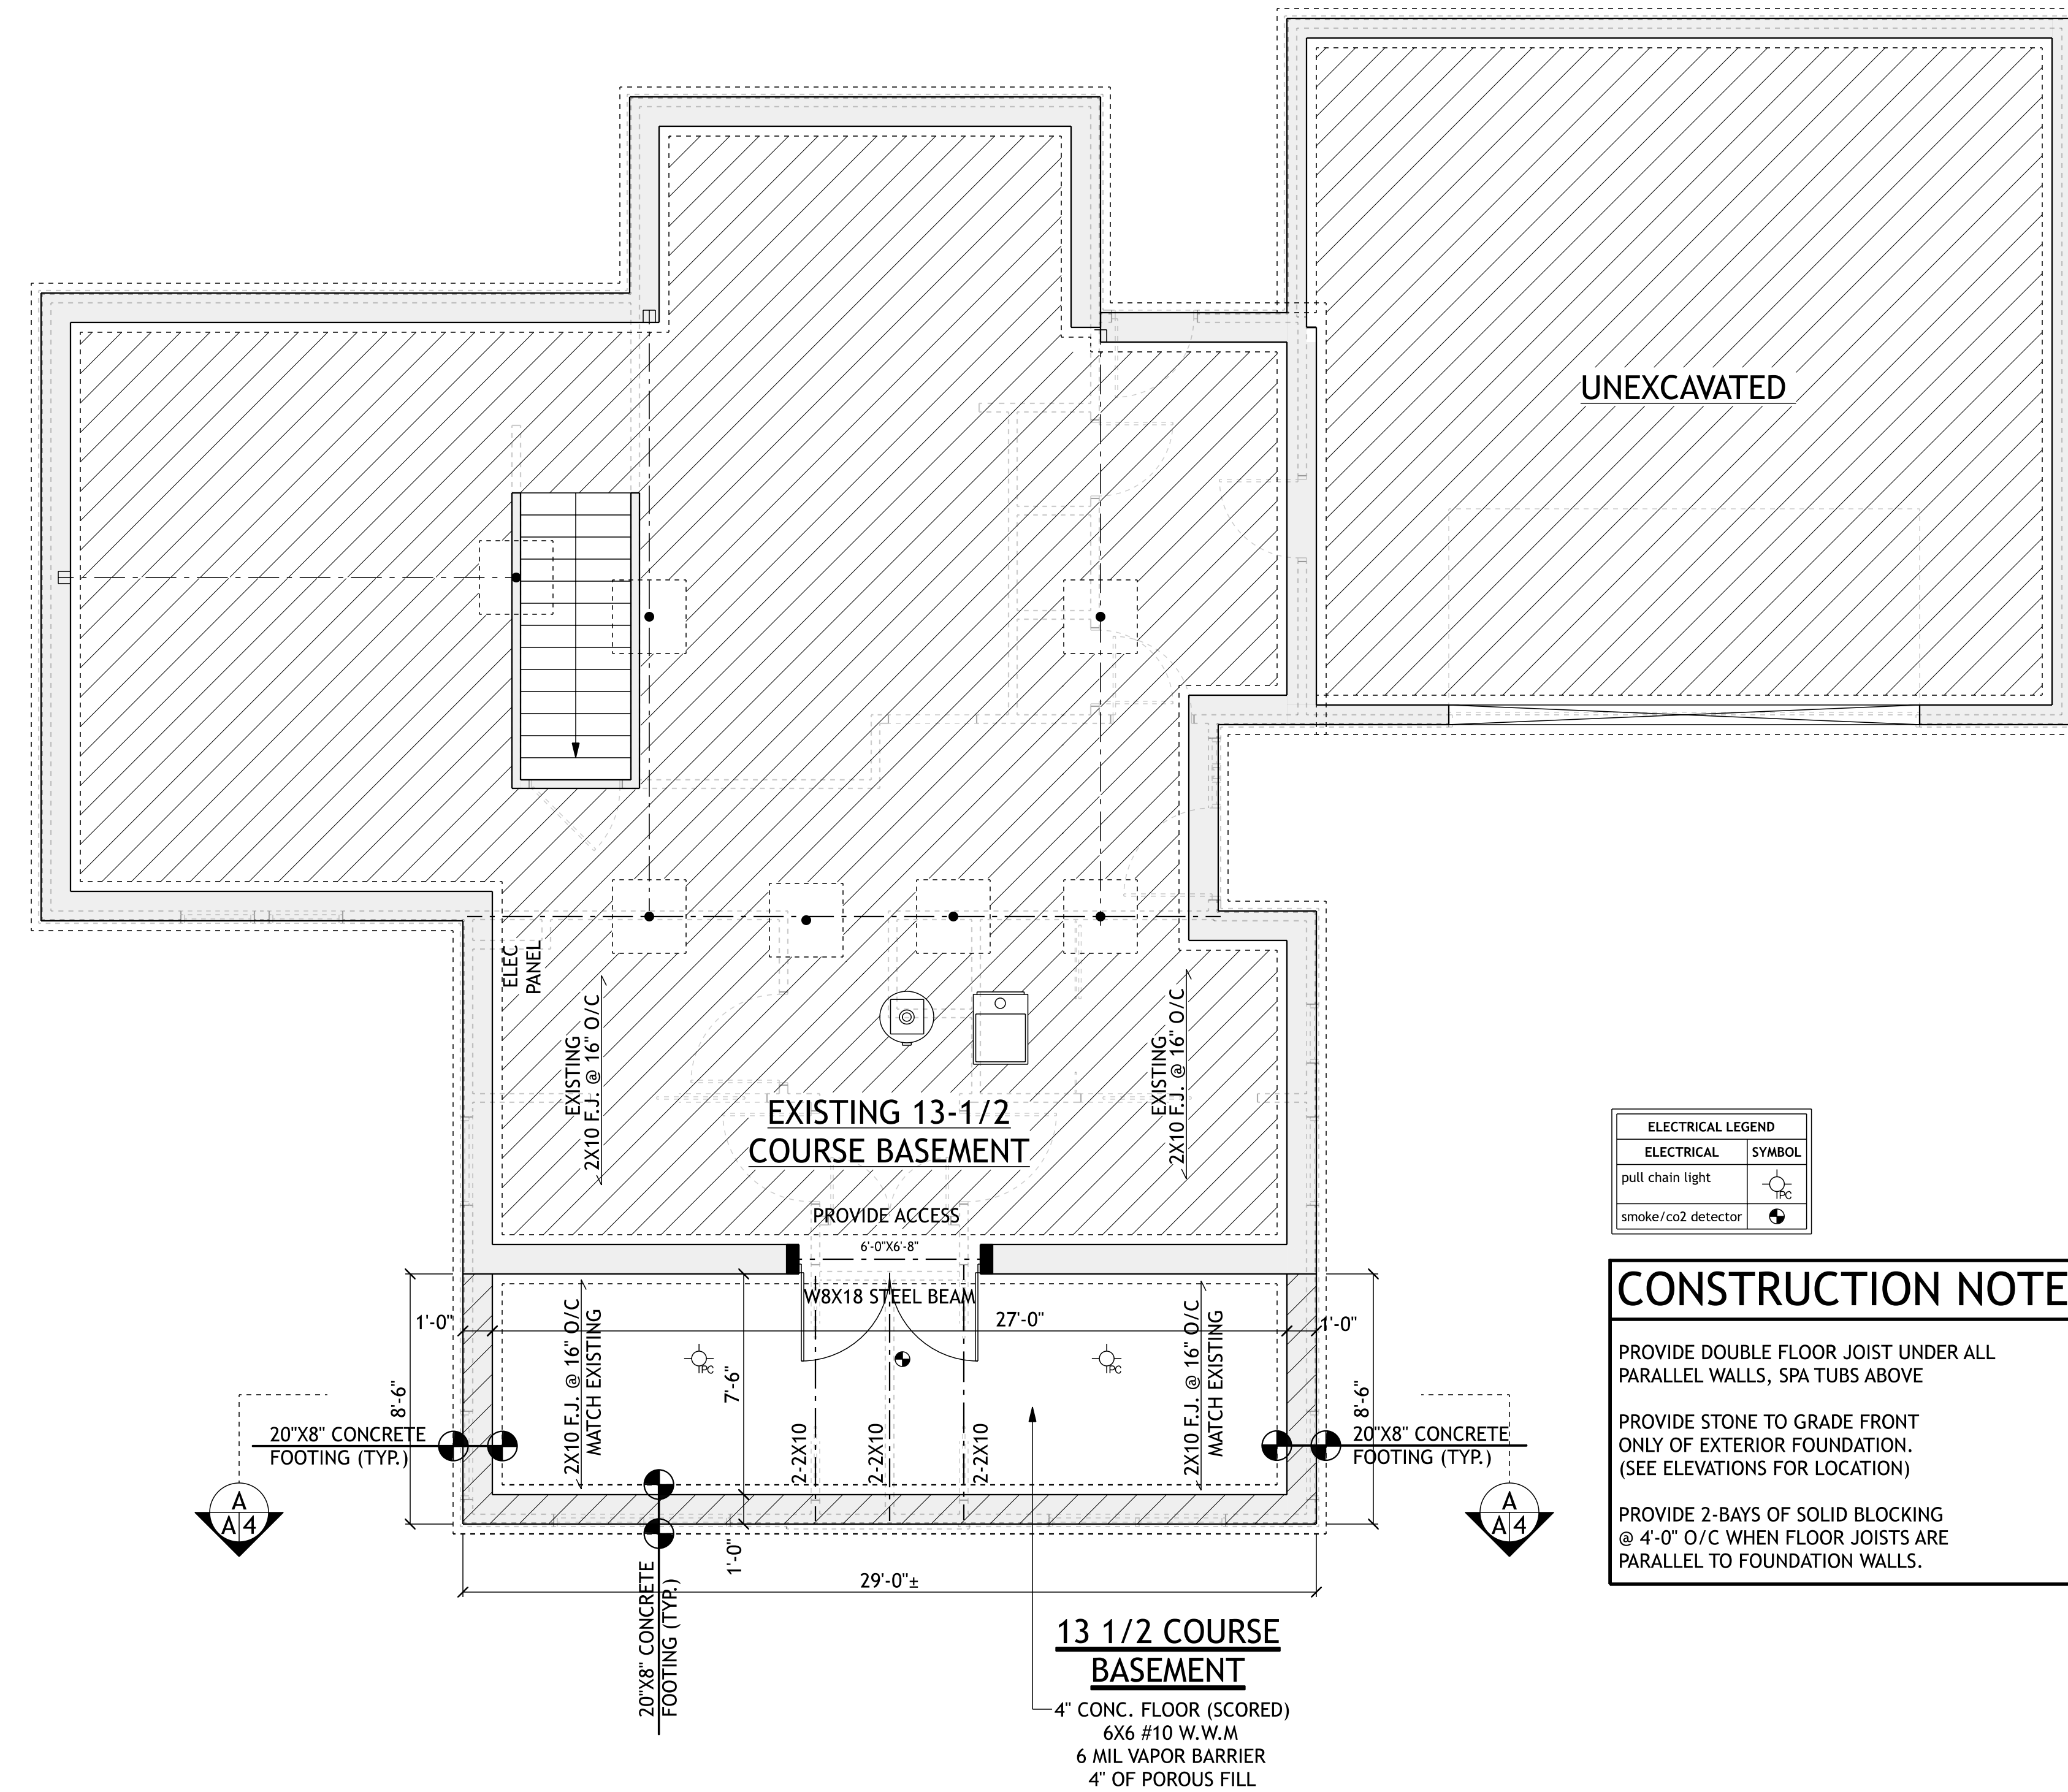 UNEXCAVATED
ELEC
PANEL
EXISTING
2X10 F.J. @ 16" O/C
EXISTING
2X10 F.J. @ 16" O/C
EXISTING 13-1/2
COURSE BASEMENT
PROVIDE ACCESS
6'-0"X6'-8"
W8X18 STEEL BEAM
1'-0"
27'-0"
1'-0"
8'-6"
7'-6"
8'-6"
2X10 F.J. @ 16" O/C
MATCH EXISTING
2X10 F.J. @ 16" O/C
MATCH EXISTING
PC
PC
2-2X10
2-2X10
2-2X10
20"X8" CONCRETE
FOOTING (TYP.)
20"X8" CONCRETE
FOOTING (TYP.)
A
A 4
A
A 4
1'-0"
29'-0"±
20"X8" CONCRETE
FOOTING (TYP.)
13 1/2 COURSE
BASEMENT
4" CONC. FLOOR (SCORED)
6X6 #10 W.W.M
6 MIL VAPOR BARRIER
4" OF POROUS FILL
ELECTRICAL LEGEND
ELECTRICAL SYMBOL
pull chain light
PC
smoke/co2 detector
CONSTRUCTION NOTE
PROVIDE DOUBLE FLOOR JOIST UNDER ALL
PARALLEL WALLS, SPA TUBS ABOVE
PROVIDE STONE TO GRADE FRONT
ONLY OF EXTERIOR FOUNDATION.
(SEE ELEVATIONS FOR LOCATION)
PROVIDE 2-BAYS OF SOLID BLOCKING
@ 4'-0" O/C WHEN FLOOR JOISTS ARE
PARALLEL TO FOUNDATION WALLS.